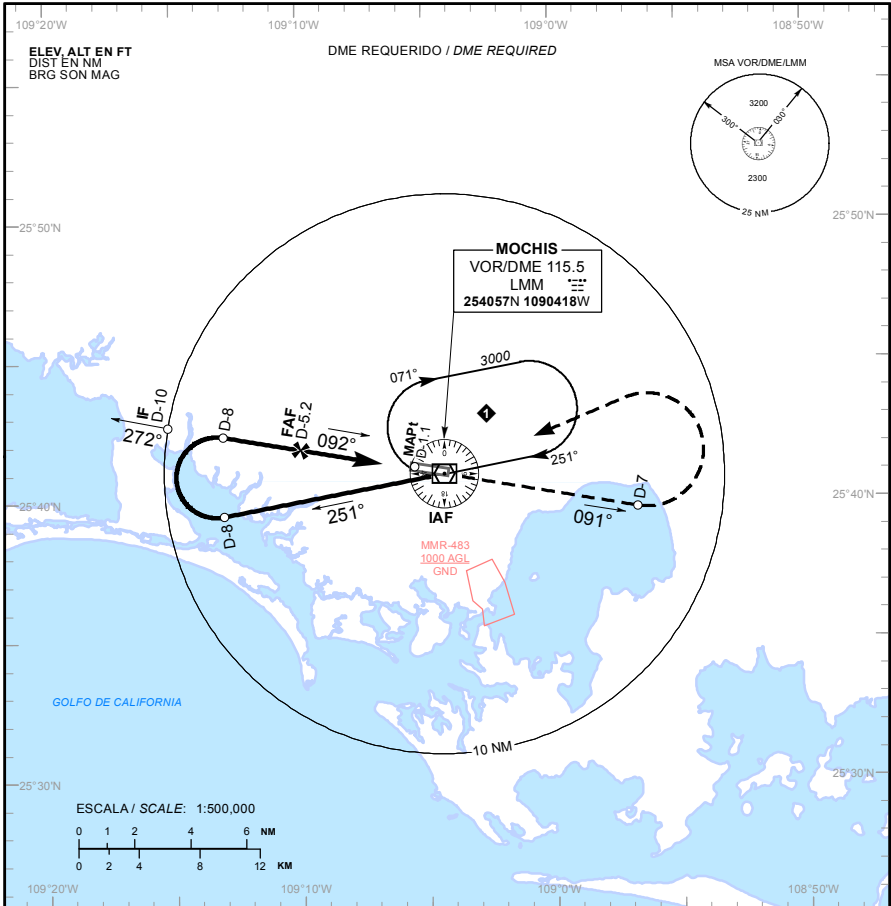 109°20'W
109°10'W
109°0'W
108°50'W
ELEV, ALT EN FT
DIST EN NM
BRG SON MAG
DME REQUERIDO / DME REQUIRED
MSA VOR/DME/LMM
3200
300°
030°
2300
25 NM
25°50'N
25°50'N
MOCHIS
VOR/DME 115.5
LMM
254057N 1090418W
3000
071°
1
IF
D-10
272°
D-8
FAF
D-5.2
092°
MAPt
D-1.1
0
18
251°
IAF
25°40'N
25°40'N
D-8
251°
D-7
091°
MMR-483
1000 AGL
GND
GOLFO DE CALIFORNIA
10 NM
25°30'N
25°30'N
ESCALA / SCALE: 1:500,000
0 1 2 4 6 NM
0 2 4 8 12 KM
109°20'W
109°10'W
109°0'W
108°50'W